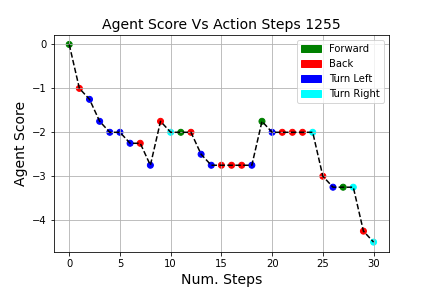 Agent Score Vs Action Steps 1255
Forward
Back
Turn Left
Turn Right
Agent Score
0
−1
−2
−3
−4
0 5 10 15 20 25 30
Num. Steps